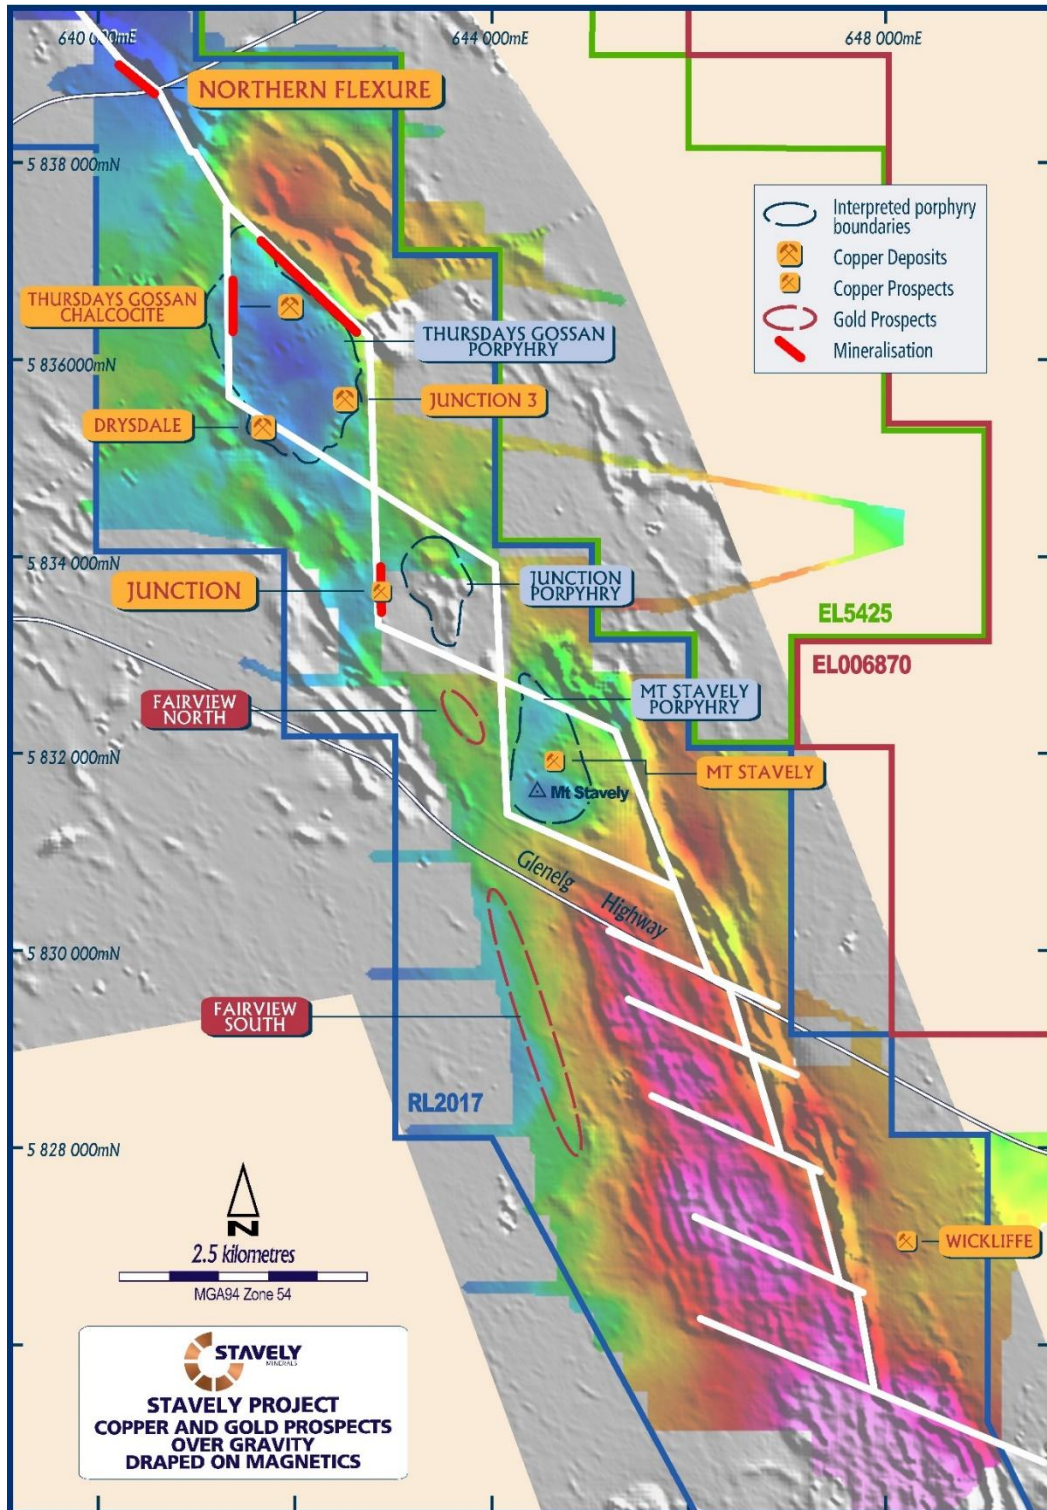 640 000mE
644 000mE
648 000mE
NORTHERN FLEXURE
5 838 000mN
Interpreted porphyry
boundaries
Copper Deposits
Copper Prospects
Gold Prospects
Mineralisation
THURSDAYS GOSSAN
CHALCOCITE
THURSDAYS GOSSAN
PORPYHRY
5 836000mN
JUNCTION 3
DRYSDALE
5 834 000mN
JUNCTION
JUNCTION
PORPYHRY
EL5425
EL006870
FAIRVIEW
NORTH
MT STAVELY
PORPYHRY
5 832 000mN
MT STAVELY
Mt Stavely
Glenelg
Highway
5 830 000mN
FAIRVIEW
SOUTH
RL2017
5 828 000mN
N
2.5 kilometres
MGA94 Zone 54
WICKLIFFE
STAVELY
MINERALS
STAVELY PROJECT
COPPER AND GOLD PROSPECTS
OVER GRAVITY
DRAPED ON MAGNETICS